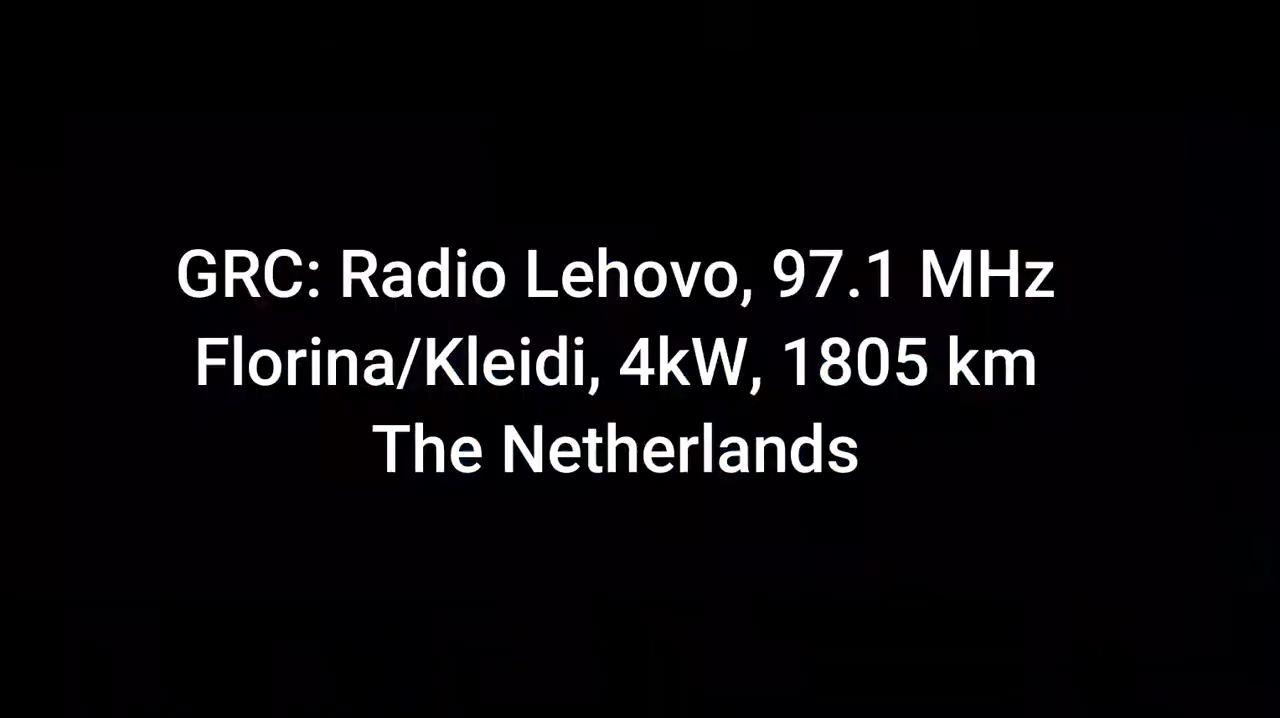 GRC: Radio Lehovo, 97.1 MHz
Florina/Kleidi, 4kW, 1805 km
The Netherlands